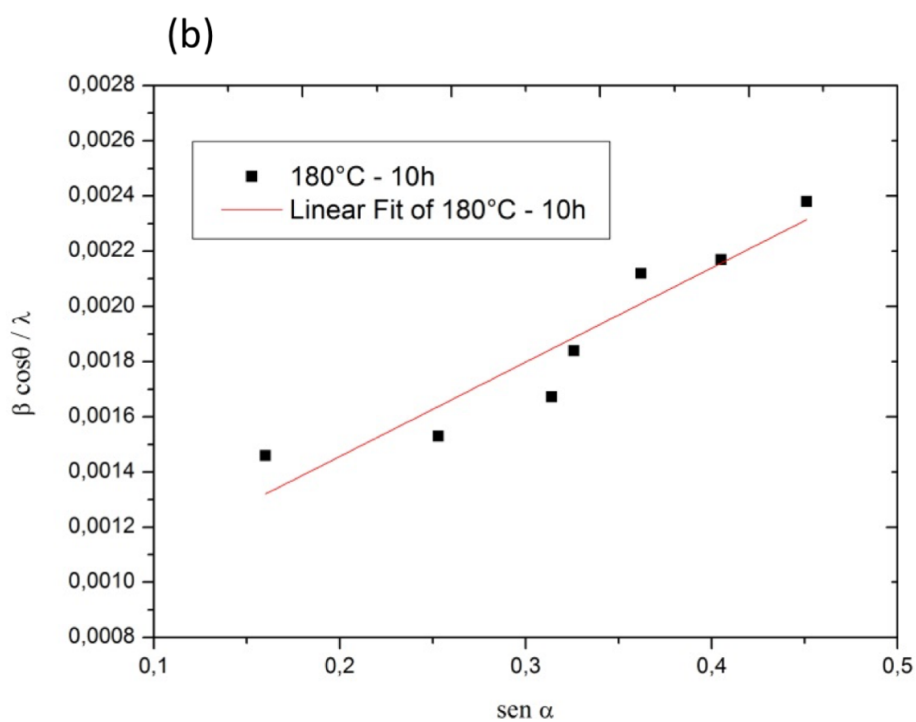 (b)
0,0028
0,0026
0,0024
0,0022
0,0020
0,0018
0,0016
0,0014
0,0012
0,0010
0,0008
β cosθ / λ
180°C - 10h
Linear Fit of 180°C - 10h
0,1 0,2 0,3 0,4 0,5
sen α